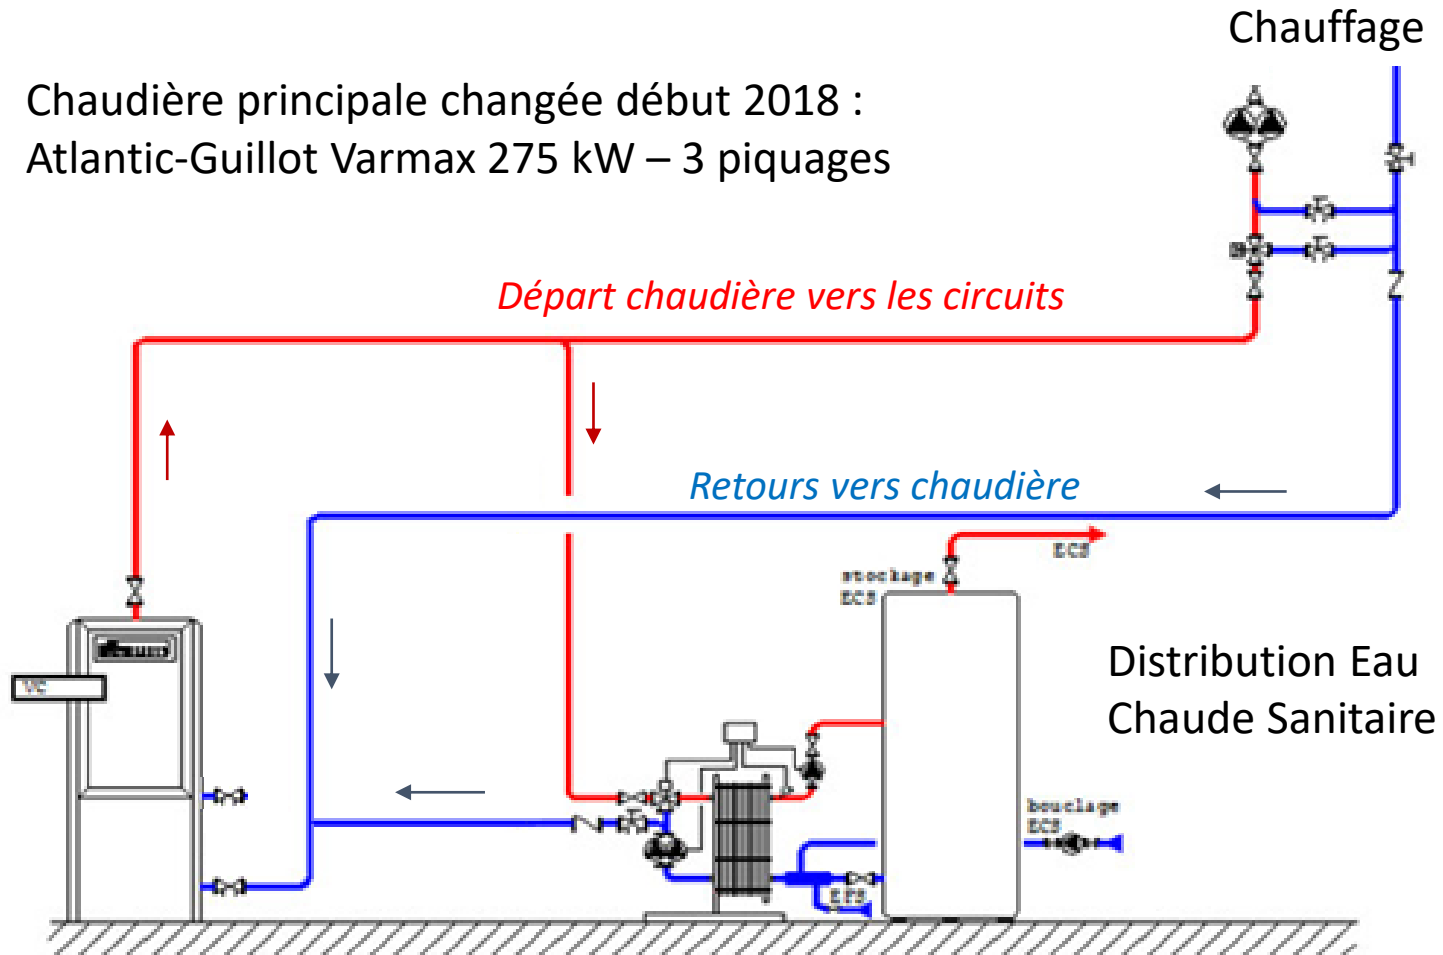 Chauffage
Chaudière principale changée début 2018 :
Atlantic-Guillot Varmax 275 kW – 3 piquages
Départ chaudière vers les circuits
Retours vers chaudière
ECS
stockage
ECS
VC
Distribution Eau
Chaude Sanitaire
bouclage
ECS
EFS